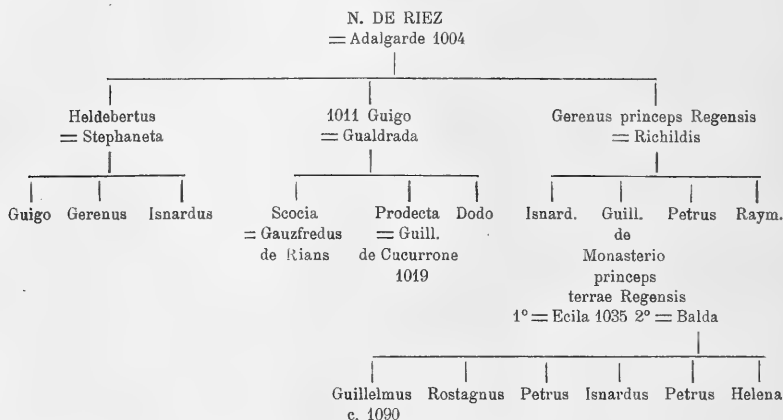 N. DE RIEZ
= Adalgarde 1004
Heldebertus
= Stephaneta
1011 Guigo
= Gualdrada
Gerenus princeps Regensis
= Richildis
Guigo Gerenus Isnardus
Scocia
= Gauzfredus
de Rians
Prodecta
= Guill.
de Cucurrone
1019
Dodo
Isnard.
Guill.
de
Monasterio
princeps
terrae Regensis
1º = Ecila 1035 2º = Balda
Petrus
Raym.
Guillelmus
c. 1090
Rostagnus Petrus Isnardus Petrus Helena